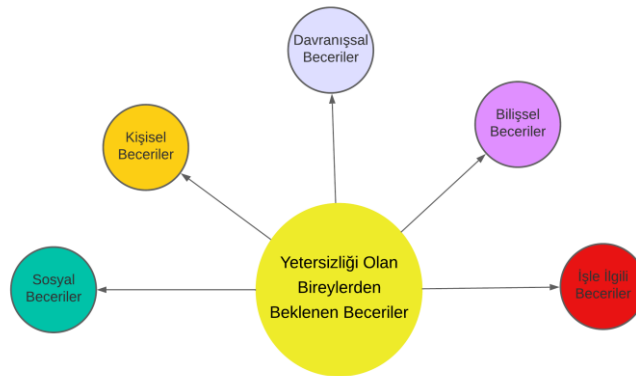 Davranışsal
Beceriler
Kişisel
Beceriler
Bilişsel
Beceriler
Yetersizliği Olan
Bireylerden
Beklenen Beceriler
Sosyal
Beceriler
İşle İlgili
Beceriler